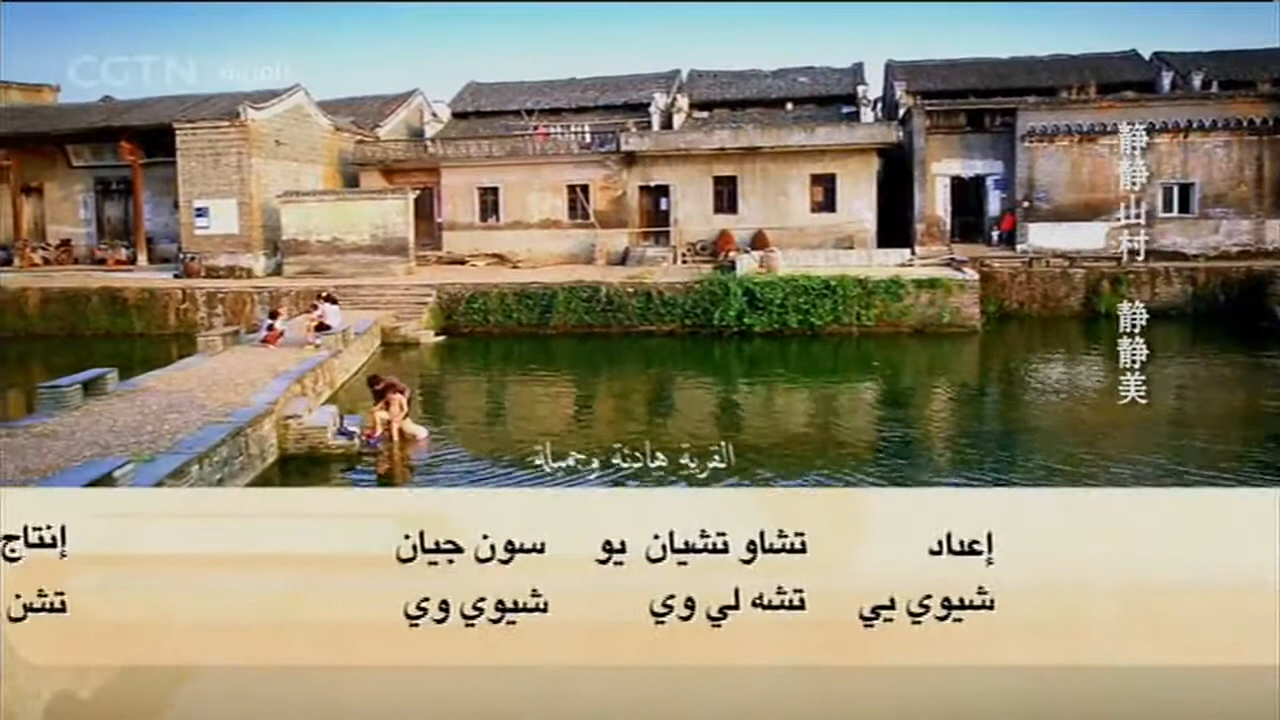 CGTN العربية
静静山村 静静美
القرية هادئة وجميلة
إعداد تشاو تشيان يو سون جيان إنتاج
شيوي يي تشه لي وي شيوي وي تشن